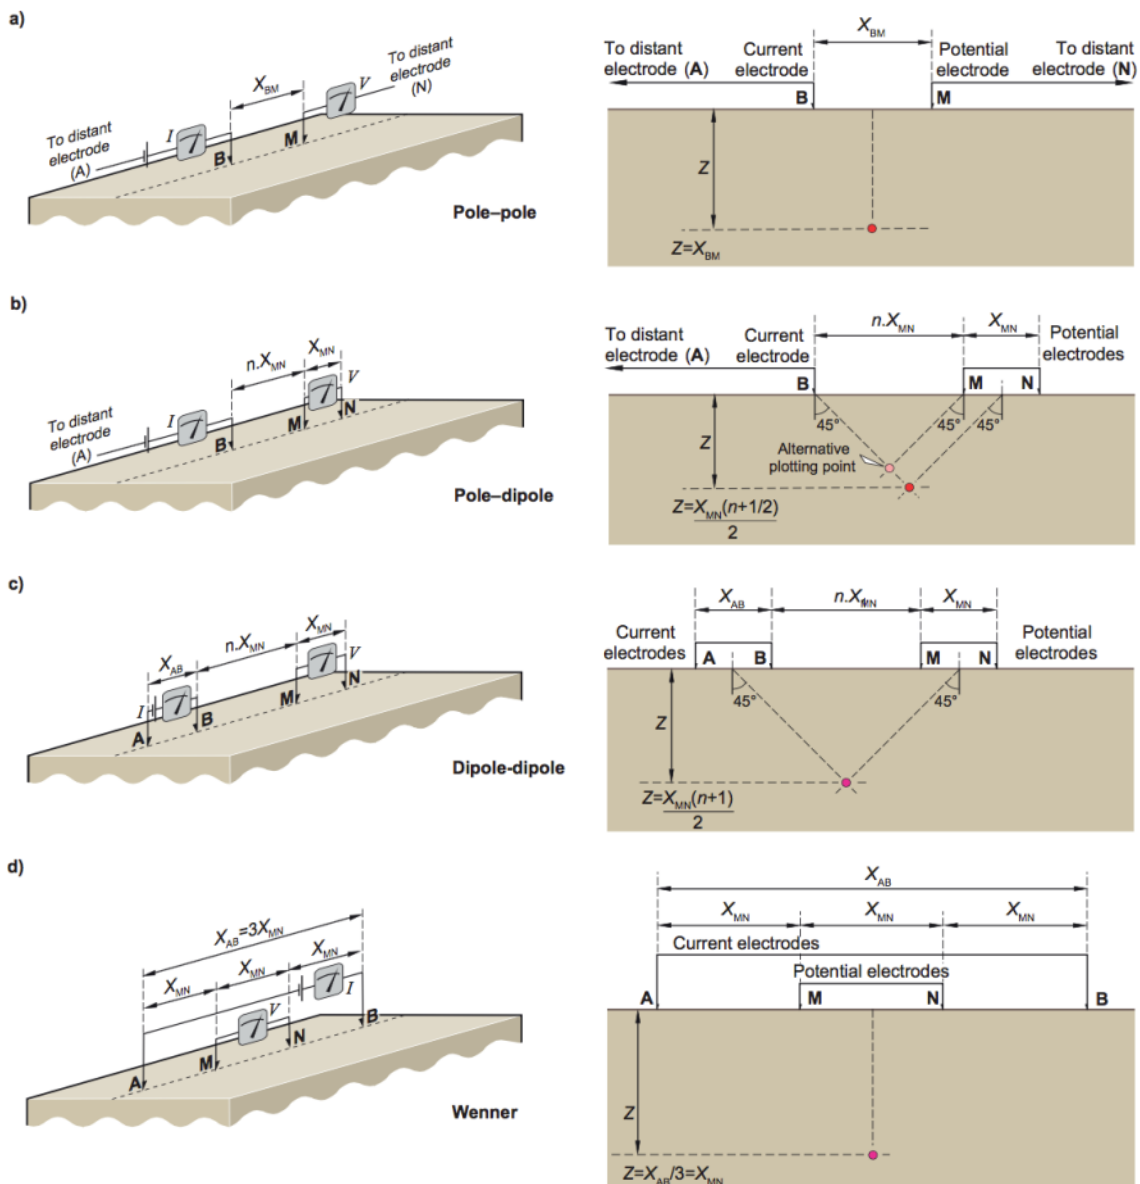 a)
X_BM
To distant
electrode
(N)
V
I
To distant
electrode
(A)
B
M
Pole–pole
X_BM
To distant
electrode (A)
Current
electrode
Potential
electrode
To distant
electrode (N)
B
M
Z
Z=X_BM
b)
n.X_MN
X_MN
V
I
To distant
electrode
(A)
B
M
N
Pole–dipole
n.X_MN
X_MN
To distant
electrode (A)
Current
electrode
Potential
electrodes
B
M
N
45°
45°
45°
Z
Alternative
plotting point
Z=X_MN(n+1/2)
2
c)
X_AB
n.X_MN
X_MN
V
I
A
B
M
N
Dipole-dipole
X_AB
n.X_MN
X_MN
Current
electrodes
Potential
electrodes
A
B
M
N
45°
45°
Z
Z=X_MN(n+1)
2
d)
X_AB=3X_MN
X_MN
X_MN
X_MN
I
V
A
M
N
B
Wenner
X_AB
X_MN
X_MN
X_MN
Current electrodes
Potential electrodes
A
M
N
B
Z
Z=X_AB/3=X_MN